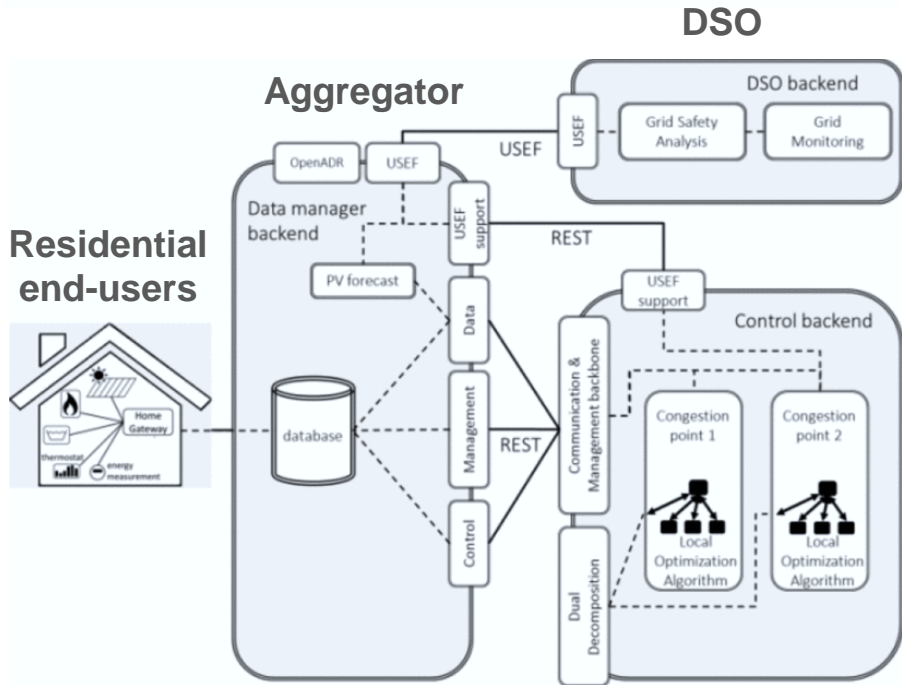 DSO
Aggregator
Residential
end-users
DSO backend
USEF
Grid Safety
Analysis
Grid
Monitoring
USEF
OpenADR
USEF
Data manager
backend
USEF
support
REST
PV forecast
USEF
support
Data
Control backend
Communication &
Management backbone
Home
Gateway
thermostat
energy
measurement
database
Management
REST
Congestion
point 1
Congestion
point 2
Control
Local
Optimization
Algorithm
Local
Optimization
Algorithm
Dual
Decomposition